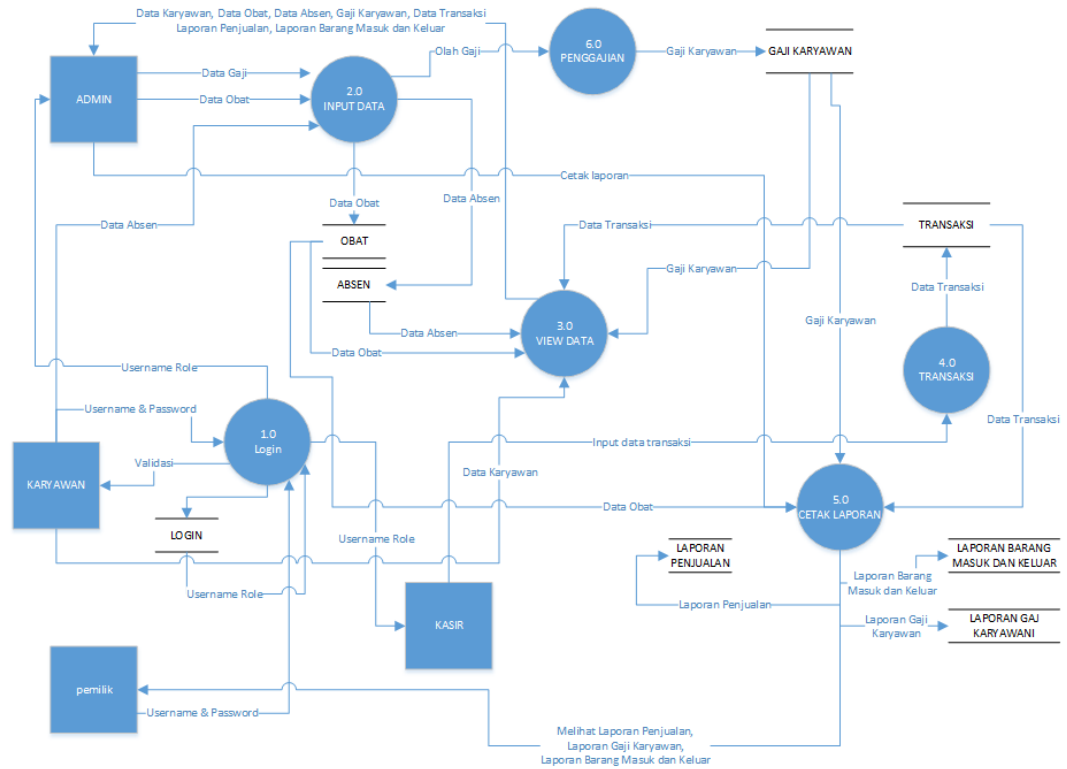 Data Karyawan, Data Obat, Data Absen, Gaji Karyawan, Data Transaksi
Laporan Penjualan, Laporan Barang Masuk dan Keluar
ADMIN
Data Gaji
Data Obat
2.0
INPUT DATA
Olah Gaji
6.0
PENGGAJIAN
Gaji Karyawan
GAJI KARYAWAN
Cetak laporan
Data Absen
Data Obat
Data Absen
OBAT
ABSEN
Data Transaksi
TRANSAKSI
Gaji Karyawan
Data Transaksi
Gaji Karyawan
Data Absen
Data Obat
3.0
VIEW DATA
4.0
TRANSAKSI
Username Role
Username & Password
1.0
Login
Validasi
KARYAWAN
Input data transaksi
Data Transaksi
Data Karyawan
LOGIN
Username Role
Data Obat
5.0
CETAK LAPORAN
Username Role
KASIR
LAPORAN
PENJUALAN
LAPORAN BARANG
MASUK DAN KELUAR
Laporan Barang
Masuk dan Keluar
Laporan Penjualan
Laporan Gaji
Karyawan
LAPORAN GAJ
KARYAWANI
pemilik
Username & Password
Melihat Laporan Penjualan,
Laporan Gaji Karyawan,
Laporan Barang Masuk dan Keluar